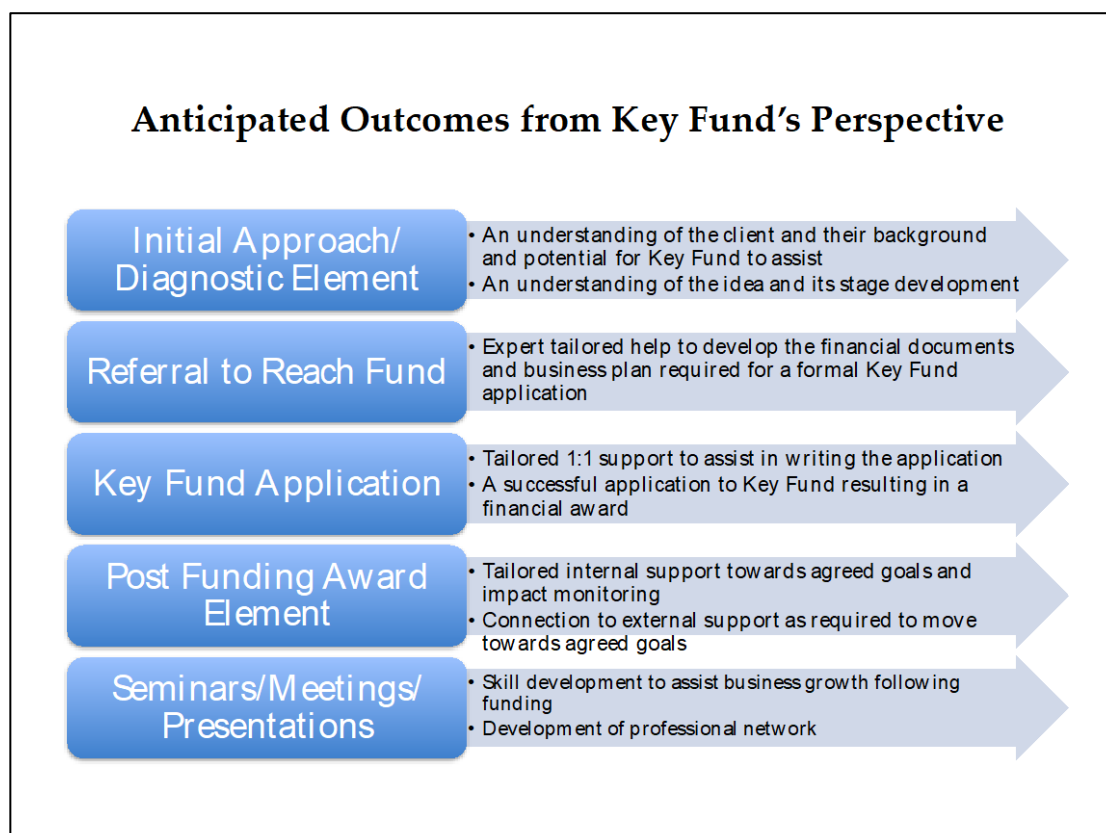 Anticipated Outcomes from Key Fund’s Perspective
Initial Approach/
Diagnostic Element
• An understanding of the client and their background
and potential for Key Fund to assist
• An understanding of the idea and its stage development
Referral to Reach Fund
• Expert tailored help to develop the financial documents
and business plan required for a formal Key Fund
application
Key Fund Application
• Tailored 1:1 support to assist in writing the application
• A successful application to Key Fund resulting in a
financial award
Post Funding Award
Element
• Tailored internal support towards agreed goals and
impact monitoring
• Connection to external support as required to move
towards agreed goals
Seminars/Meetings/
Presentations
• Skill development to assist business growth following
funding
• Development of professional network